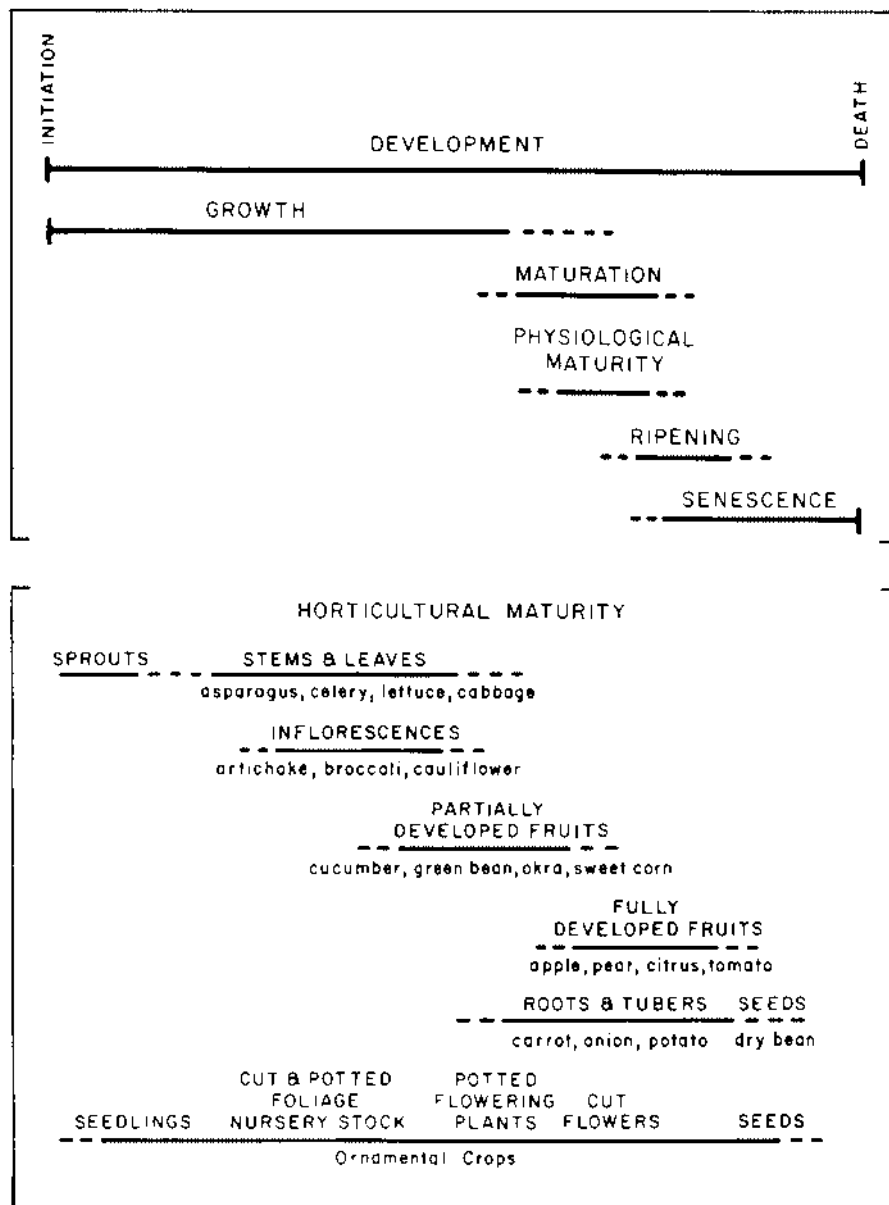 INITIATION
DEATH
DEVELOPMENT
GROWTH
MATURATION
PHYSIOLOGICAL
MATURITY
RIPENING
SENESCENCE
HORTICULTURAL MATURITY
SPROUTS STEMS & LEAVES
asparagus, celery, lettuce, cabbage
INFLORESCENCES
artichoke, broccoli, cauliflower
PARTIALLY
DEVELOPED FRUITS
cucumber, green bean, okra, sweet corn
FULLY
DEVELOPED FRUITS
apple, pear, citrus, tomato
ROOTS & TUBERS SEEDS
carrot, onion, potato dry bean
CUT & POTTED POTTED
FOLIAGE FLOWERING CUT
SEEDLINGS NURSERY STOCK PLANTS FLOWERS SEEDS
Ornamental Crops